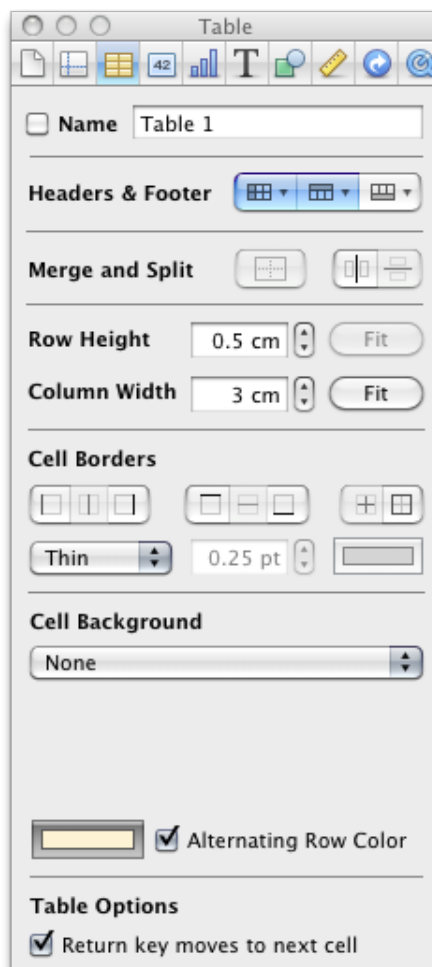 Table
42
T
Name Table 1
Headers & Footer
Merge and Split
Row Height 0.5 cm Fit
Column Width 3 cm Fit
Cell Borders
Thin 0.25 pt
Cell Background
None
Alternating Row Color
Table Options
Return key moves to next cell